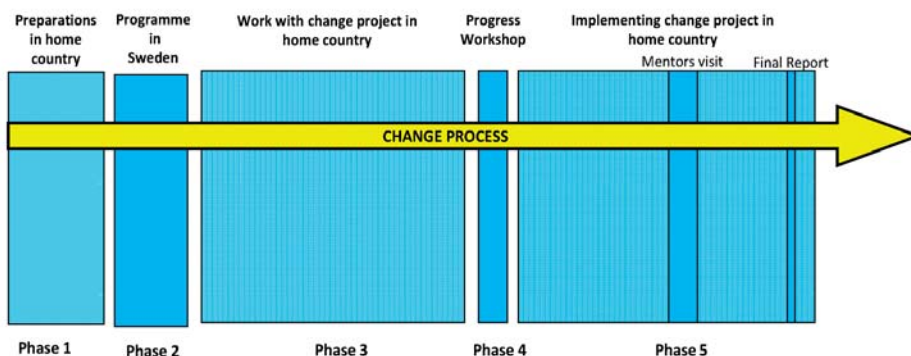 Preparations
in home
country
Programme
in
Sweden
Work with change project in
home country
Progress
Workshop
Implementing change project in
home country
Mentors visit
Final Report
CHANGE PROCESS
Phase 1
Phase 2
Phase 3
Phase 4
Phase 5